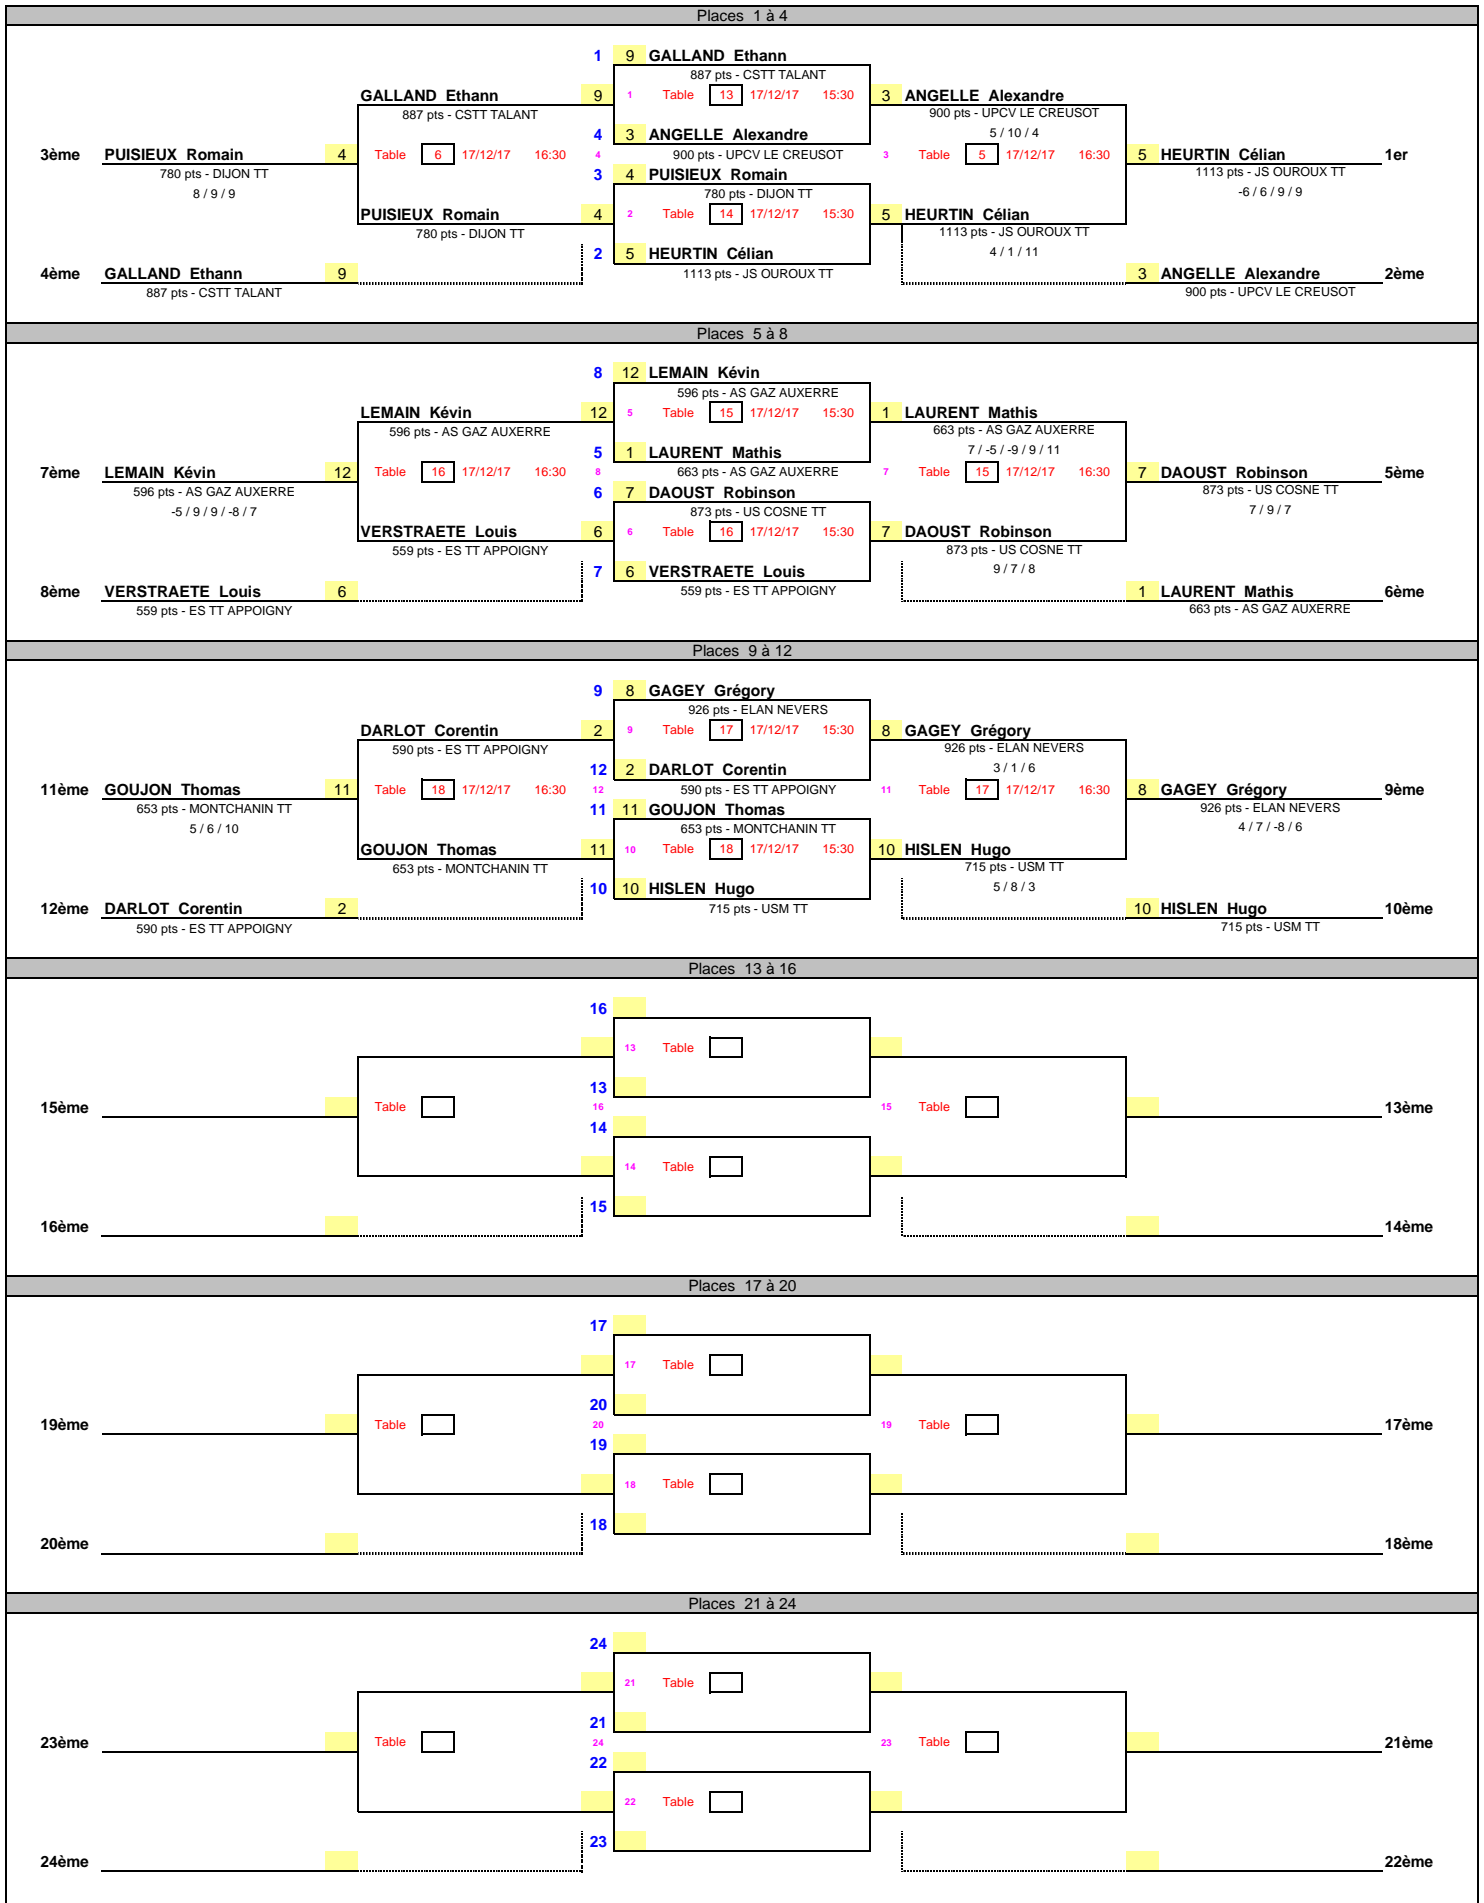 Places 1 à 4
1 9 GALLAND Ethann
887 pts - CSTT TALANT
GALLAND Ethann 9 1 Table 13 17/12/17 15:30 3 ANGELLE Alexandre
887 pts - CSTT TALANT 900 pts - UPCV LE CREUSOT
4 3 ANGELLE Alexandre 5 / 10 / 4
3ème PUISIEUX Romain 4 Table 6 17/12/17 16:30 4 900 pts - UPCV LE CREUSOT 3 Table 5 17/12/17 16:30 5 HEURTIN Célian 1er
780 pts - DIJON TT 3 4 PUISIEUX Romain 1113 pts - JS OUROUX TT
8 / 9 / 9 780 pts - DIJON TT -6 / 6 / 9 / 9
PUISIEUX Romain 4 2 Table 14 17/12/17 15:30 5 HEURTIN Célian
780 pts - DIJON TT 1113 pts - JS OUROUX TT
2 5 HEURTIN Célian 4 / 1 / 11
4ème GALLAND Ethann 9 1113 pts - JS OUROUX TT 3 ANGELLE Alexandre 2ème
887 pts - CSTT TALANT 900 pts - UPCV LE CREUSOT
Places 5 à 8
8 12 LEMAIN Kévin
596 pts - AS GAZ AUXERRE
LEMAIN Kévin 12 5 Table 15 17/12/17 15:30 1 LAURENT Mathis
596 pts - AS GAZ AUXERRE 663 pts - AS GAZ AUXERRE
5 1 LAURENT Mathis 7 / -5 / -9 / 9 / 11
7ème LEMAIN Kévin 12 Table 16 17/12/17 16:30 8 663 pts - AS GAZ AUXERRE 7 Table 15 17/12/17 16:30 7 DAOUST Robinson 5ème
596 pts - AS GAZ AUXERRE 6 7 DAOUST Robinson 873 pts - US COSNE TT
-5 / 9 / 9 / -8 / 7 873 pts - US COSNE TT 7 / 9 / 7
VERSTRAETE Louis 6 6 Table 16 17/12/17 15:30 7 DAOUST Robinson
559 pts - ES TT APPOIGNY 873 pts - US COSNE TT
7 6 VERSTRAETE Louis 9 / 7 / 8
8ème VERSTRAETE Louis 6 559 pts - ES TT APPOIGNY 1 LAURENT Mathis 6ème
559 pts - ES TT APPOIGNY 663 pts - AS GAZ AUXERRE
Places 9 à 12
9 8 GAGEY Grégory
926 pts - ELAN NEVERS
DARLOT Corentin 2 9 Table 17 17/12/17 15:30 8 GAGEY Grégory
590 pts - ES TT APPOIGNY 926 pts - ELAN NEVERS
12 2 DARLOT Corentin 3 / 1 / 6
11ème GOUJON Thomas 11 Table 18 17/12/17 16:30 12 590 pts - ES TT APPOIGNY 11 Table 17 17/12/17 16:30 8 GAGEY Grégory 9ème
653 pts - MONTCHANIN TT 11 11 GOUJON Thomas 926 pts - ELAN NEVERS
5 / 6 / 10 653 pts - MONTCHANIN TT 4 / 7 / -8 / 6
GOUJON Thomas 11 10 Table 18 17/12/17 15:30 10 HISLEN Hugo
653 pts - MONTCHANIN TT 715 pts - USM TT
10 10 HISLEN Hugo 5 / 8 / 3
12ème DARLOT Corentin 2 715 pts - USM TT 10 HISLEN Hugo 10ème
590 pts - ES TT APPOIGNY 715 pts - USM TT
Places 13 à 16
16
13 Table
13
15ème Table 16 15 Table 13ème
14
14 Table
15
16ème 14ème
Places 17 à 20
17
17 Table
20
19ème Table 20 19 Table 17ème
19
18 Table
18
20ème 18ème
Places 21 à 24
24
21 Table
21
23ème Table 24 23 Table 21ème
22
22 Table
23
24ème 22ème